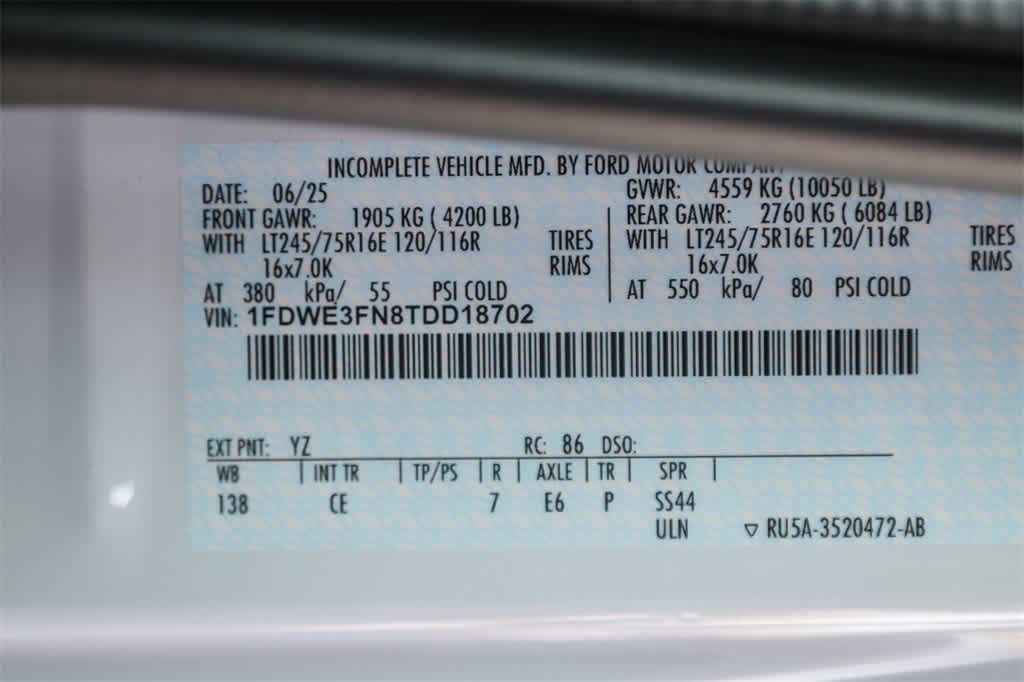 INCOMPLETE VEHICLE MFD. BY FORD MOTOR COMPANY
DATE: 06/25 GVWR: 4559 KG (10050 LB)
FRONT GAWR: 1905 KG ( 4200 LB) REAR GAWR: 2760 KG ( 6084 LB)
WITH LT245/75R16E 120/116R TIRES WITH LT245/75R16E 120/116R TIRES
16x7.0K RIMS 16x7.0K RIMS
AT 380 kPa/ 55 PSI COLD AT 550 kPa/ 80 PSI COLD
VIN: 1FDWE3FN8TDD18702
EXT PNT: YZ RC: 86 DSO:
WB | INT TR | TP/PS | R | AXLE | TR | SPR |
138 CE 7 E6 P SS44
ULN ▽ RU5A-3520472-AB